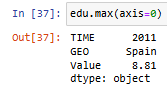 In [37]: edu.max(axis=0)
Out[37]: TIME 2011
GEO Spain
Value 8.81
dtype: object